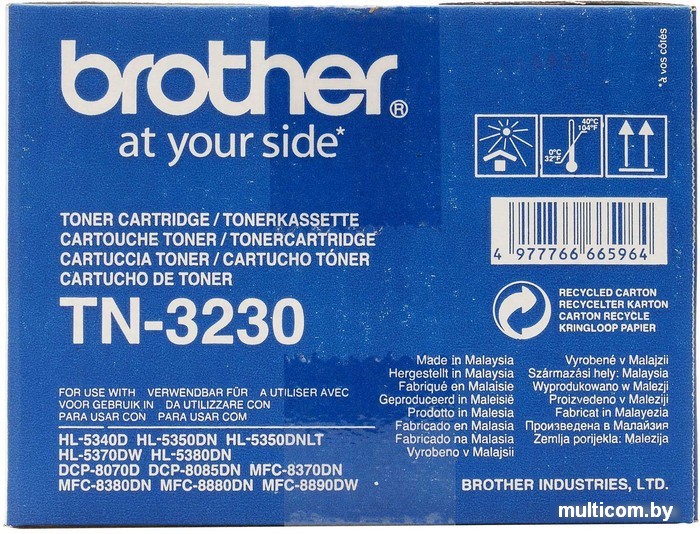 *à vos côtés
brother®
at your side*
40°C
104°F
0°C
32°F
TONER CARTRIDGE / TONERKASSETTE
CARTOUCHE TONER / TONERCARTRIDGE
CARTUCCIA TONER / CARTUCHO TÓNER
CARTUCHO DE TONER
TN-3230
4 977766 665964
RECYCLED CARTON
RECYCELTER KARTON
CARTON RECYCLE
KRINGLOOP PAPIER
FOR USE WITH VERWENDBAR FÜR A UTILISER AVEC
VOOR GEBRUIK IN DA UTILIZZARE CON
PARA USAR CON PARA USAR COM
HL-5340D HL-5350DN HL-5350DNLT
HL-5370DW HL-5380DN
DCP-8070D DCP-8085DN MFC-8370DN
MFC-8380DN MFC-8880DN MFC-8890DW
Made in Malaysia
Hergestellt in Malaysia
Fabriqué en Malaisie
Geproduceerd in Maleisië
Prodotto in Malesia
Fabricado en Malasia
Fabricado na Malasia
Vyrobeno v Malajsii
Vyrobené v Malajzii
Származási hely: Malaysia
Wyprodukowano w Malezji
Proizvedeno v Maleziji
Fabricat in Malayezia
Произведена в Малайзия
Zemlja porijekla: Malezija
BROTHER INDUSTRIES, LTD.
multicom.by